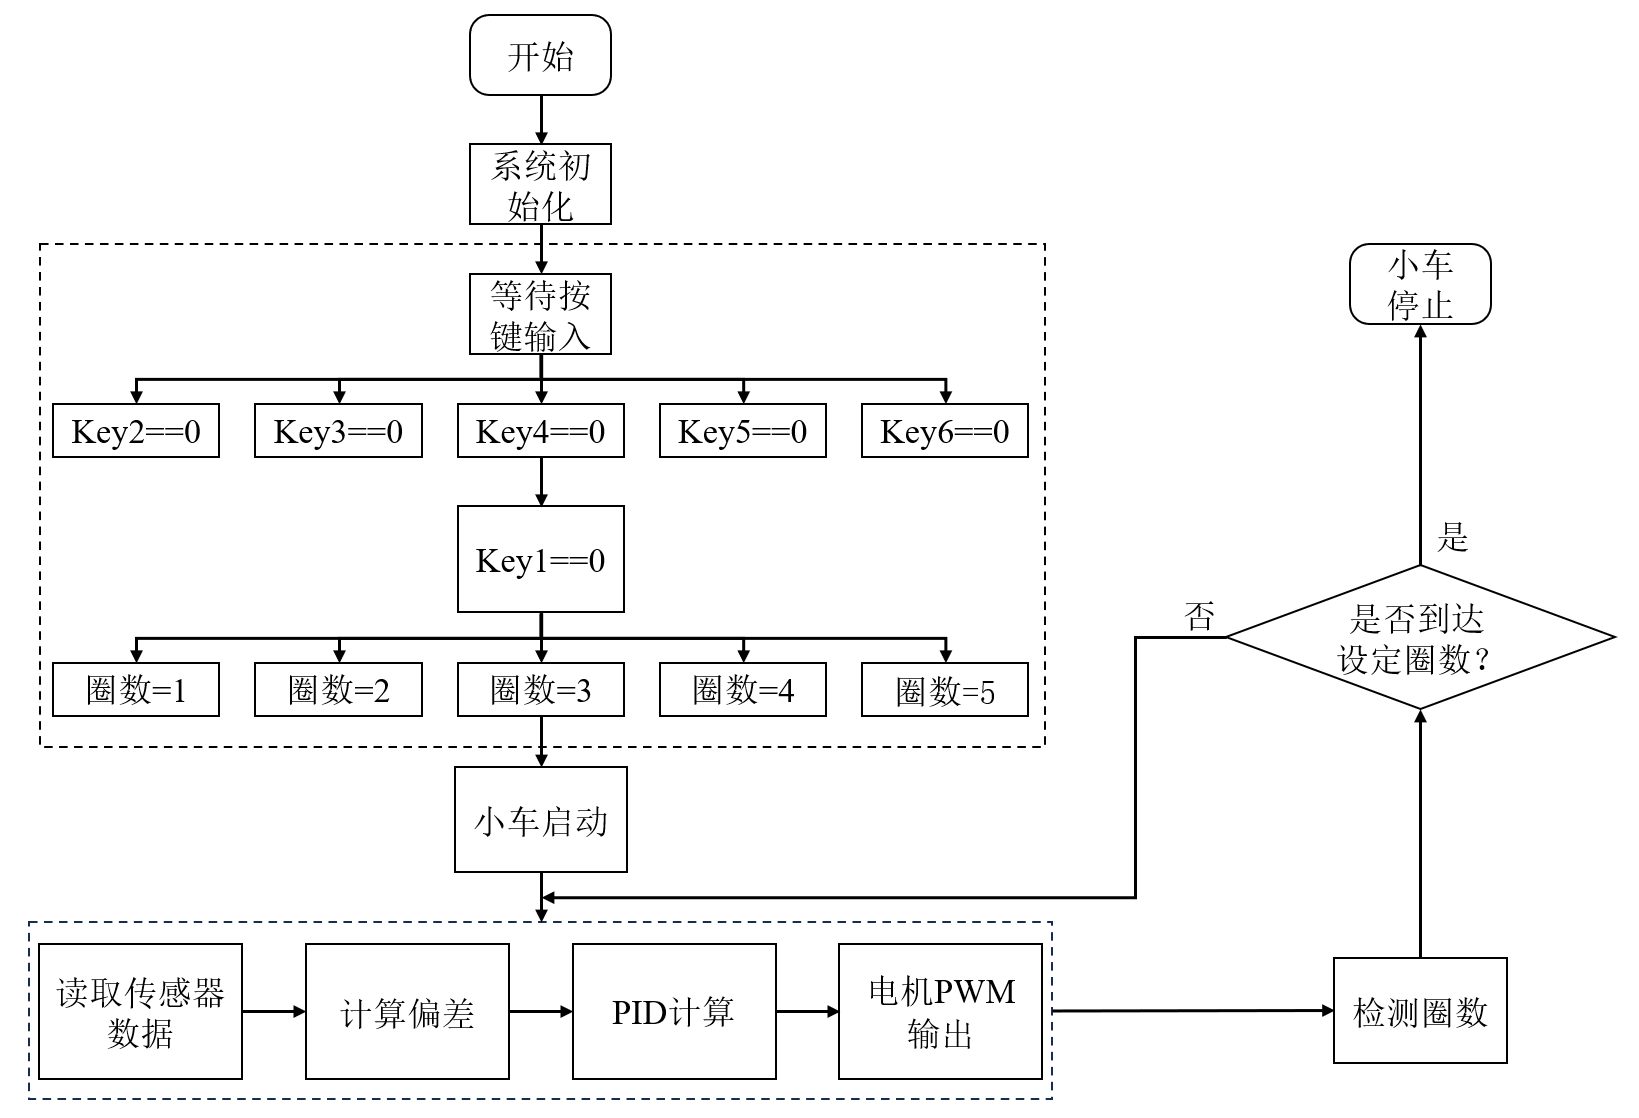 开始
系统初
始化
等待按
键输入
Key2==0
Key3==0
Key4==0
Key5==0
Key6==0
Key1==0
圈数=1
圈数=2
圈数=3
圈数=4
圈数=5
小车启动
读取传感器
数据
计算偏差
PID计算
电机PWM
输出
检测圈数
是否到达
设定圈数？
否
是
小车
停止